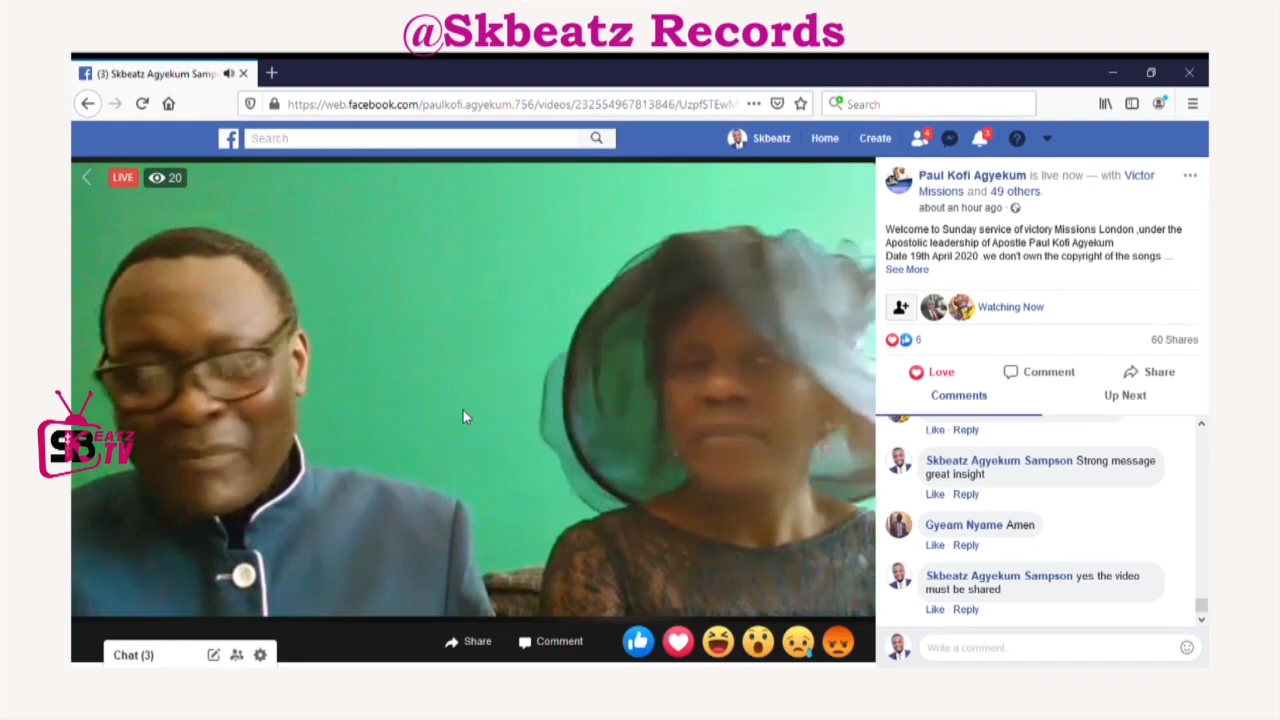 @Skbeatz Records
(3) Skbeatz Agyekum Samp
https://web.facebook.com/paulkofi.agyekum.756/videos/232554967813846/UzpfSTEwM
Search
Search
Skbeatz
Home
Create
4
3
LIVE
20
Paul Kofi Agyekum is live now — with Victor
Missions and 49 others.
about an hour ago ·
Welcome to Sunday service of victory Missions London ,under the
Apostolic leadership of Apostle Paul Kofi Agyekum
Date 19th April 2020 .we don't own the copyright of the songs ....
See More
Watching Now
6
60 Shares
Love
Comment
Share
Comments
Up Next
Like · Reply
Skbeatz Agyekum Sampson Strong message
great insight
Like · Reply
Gyeam Nyame Amen
Like · Reply
Skbeatz Agyekum Sampson yes the video
must be shared
Like · Reply
Write a comment...
SKBEATZ
TV
Share
Comment
Chat (3)